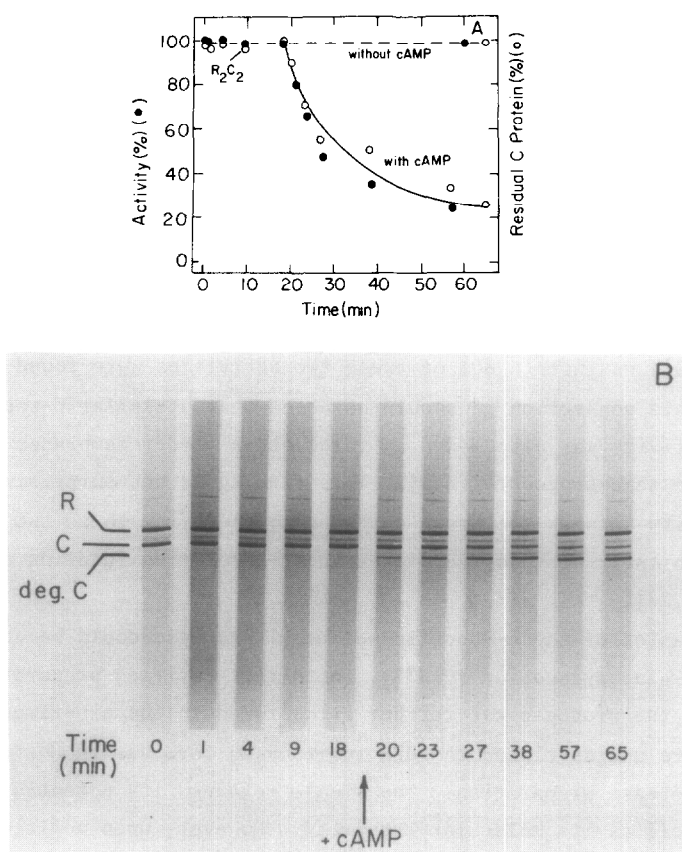 A
100
80
60
40
20
0
Activity (%) (●)
R2C2
without cAMP
with cAMP
Residual C Protein (%) (○)
0 10 20 30 40 50 60
Time (min)
B
R
C
deg. C
Time (min) 0 1 4 9 18 20 23 27 38 57 65
+ cAMP